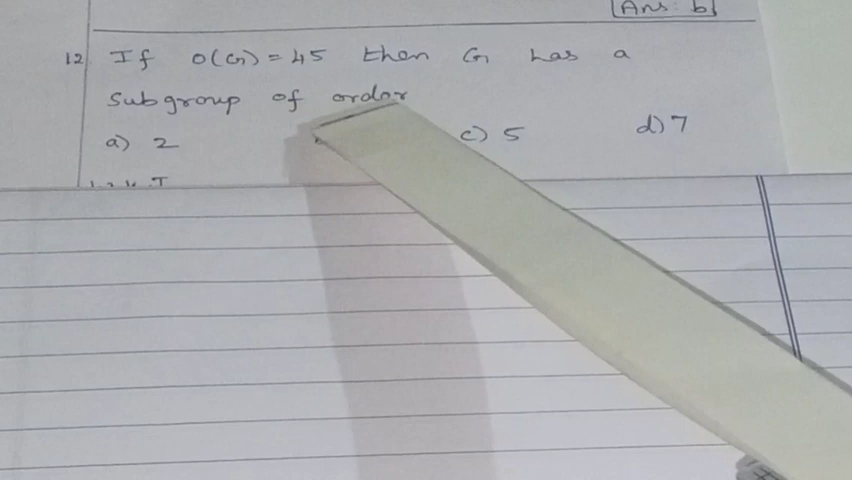 [Ans: b]
12. If O(G) = 45 then G has a
subgroup of order
a) 2 c) 5 d) 7